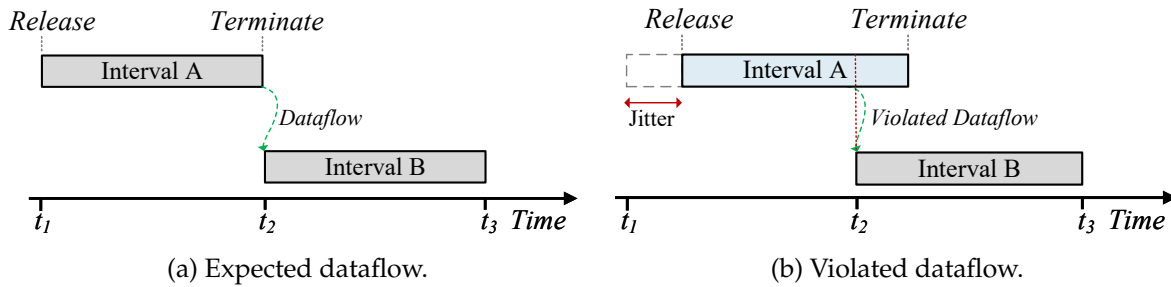 Release Terminate
Interval A
Dataflow
Interval B
t1 t2 t3 Time
(a) Expected dataflow.
Release Terminate
Interval A
Jitter
Violated Dataflow
Interval B
t1 t2 t3 Time
(b) Violated dataflow.